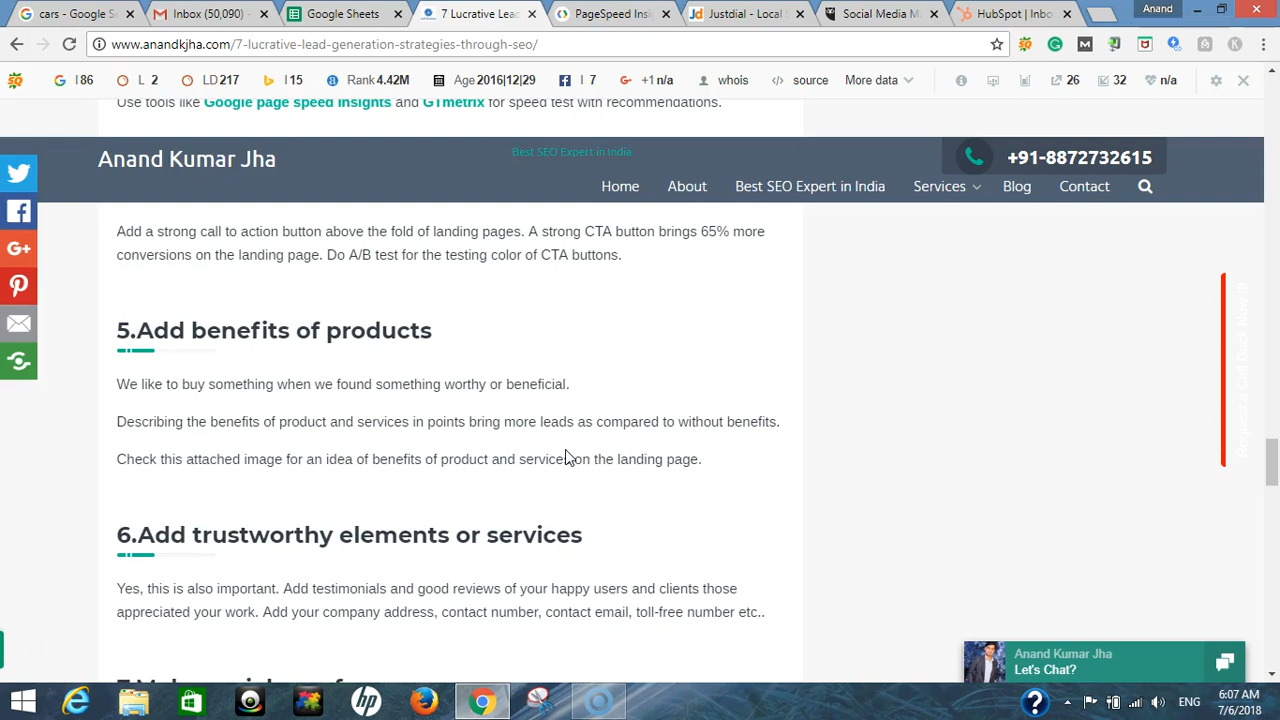 cars - Google Se
Inbox (50,090) -
Google Sheets
7 Lucrative Lea
PageSpeed Insi
Justdial - Local
Social Media M
HubSpot | Inbo
Anand
www.anandkjha.com/7-lucrative-lead-generation-strategies-through-seo/
I 86
L 2
LD 217
I 15
Rank 4.42M
Age 2016|12|29
I 7
+1 n/a
whois
source
More data
26
32
n/a
Use tools like Google page speed Insights and GTmetrix for speed test with recommendations.
Best SEO Expert in India
Anand Kumar Jha
+91-8872732615
Home About Best SEO Expert in India Services Blog Contact
Add a strong call to action button above the fold of landing pages. A strong CTA button brings 65% more
conversions on the landing page. Do A/B test for the testing color of CTA buttons.
Request a Call Back Now !!!
5.Add benefits of products
We like to buy something when we found something worthy or beneficial.
Describing the benefits of product and services in points bring more leads as compared to without benefits.
Check this attached image for an idea of benefits of product and services on the landing page.
6.Add trustworthy elements or services
Yes, this is also important. Add testimonials and good reviews of your happy users and clients those
appreciated your work. Add your company address, contact number, contact email, toll-free number etc..
Anand Kumar Jha
Let's Chat?
ENG
6:07 AM
7/6/2018